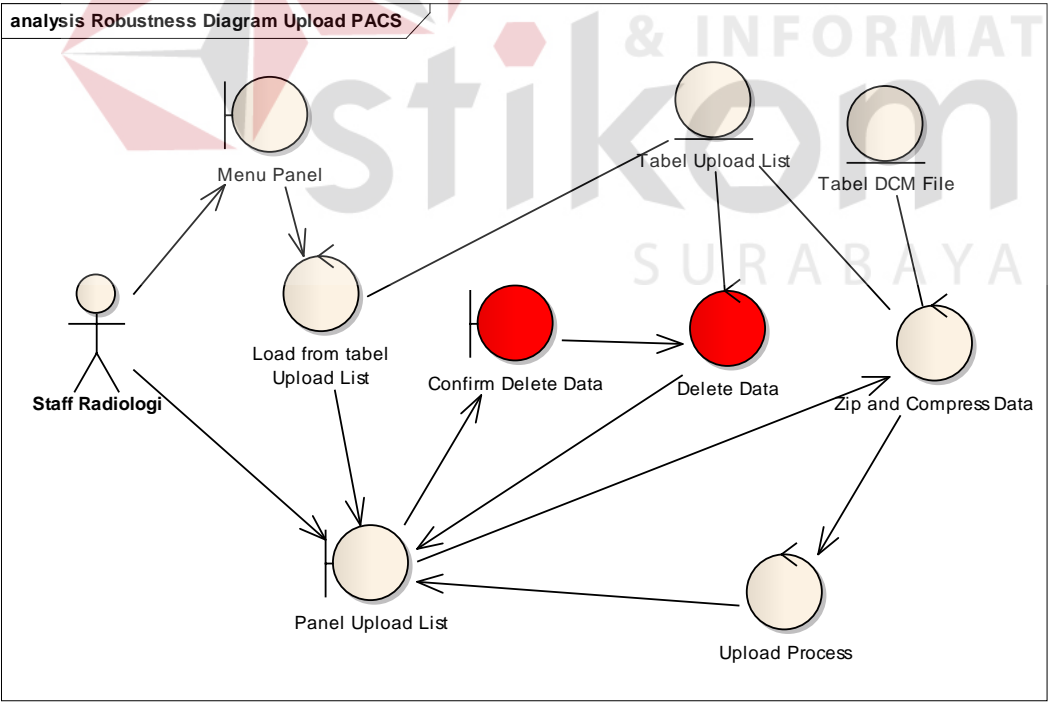 analysis Robustness Diagram Upload PACS
& INFORMAT
stikom
SURABAYA
Menu Panel
Tabel Upload List
Tabel DCM File
Staff Radiologi
Load from tabel
Upload List
Confirm Delete Data
Delete Data
Zip and Compress Data
Panel Upload List
Upload Process